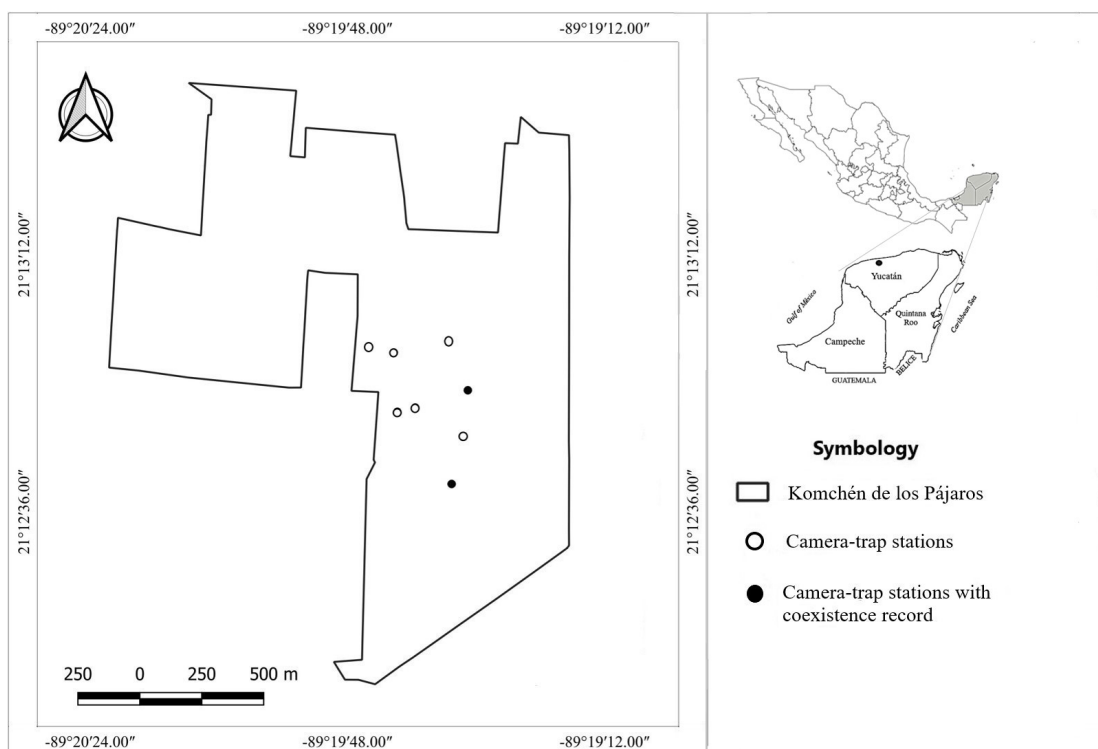 -89°20′24.00″ -89°19′48.00″ -89°19′12.00″
21°13′12.00″
21°13′12.00″
21°12′36.00″
21°12′36.00″
250 0 250 500 m
-89°20′24.00″ -89°19′48.00″ -89°19′12.00″
Yucatán
Gulf of México
Quintana
Roo
Caribbean Sea
Campeche
BELICE
GUATEMALA
Symbology
Komchén de los Pájaros
Camera-trap stations
Camera-trap stations with
coexistence record